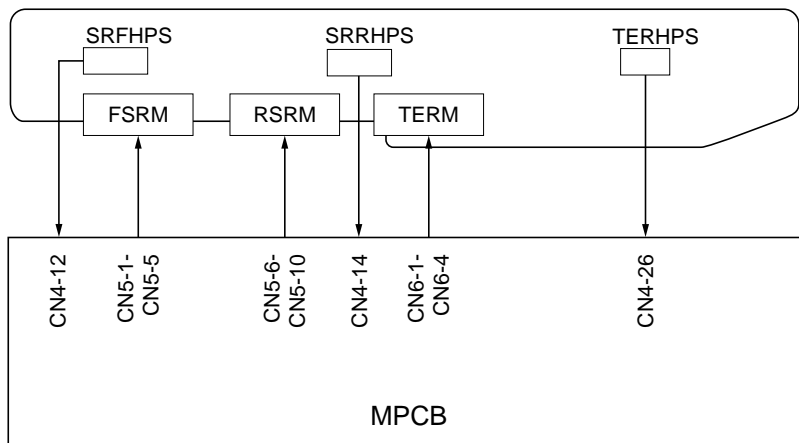 SRFHPS
SRRHPS
TERHPS
FSRM
RSRM
TERM
CN4-12
CN5-1-
CN5-5
CN5-6-
CN5-10
CN4-14
CN6-1-
CN6-4
CN4-26
MPCB